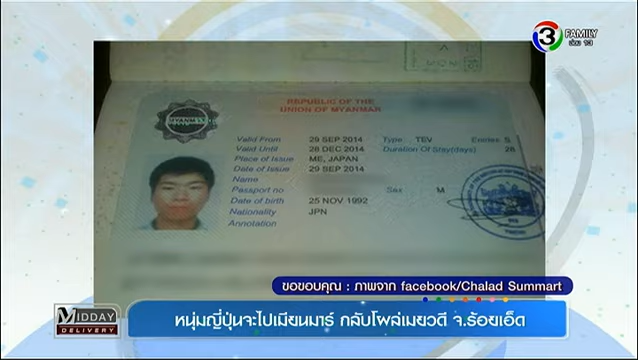 3 FAMILY
ช่อง 13
REPUBLIC OF THE
UNION OF MYANMAR
MYANMAR
Valid From 29 SEP 2014 Type TEV Entries S
Valid Until 28 DEC 2014 Duration Of Stay(days) 28
Place of Issue ME, JAPAN
Date of Issue 29 SEP 2014
Name
Passport no Sex M
Date of birth 25 NOV 1992
Nationality JPN
Annotation
ขอขอบคุณ : ภาพจาก facebook/Chalad Summart
MIDDAY
DELIVERY
หนุ่มญี่ปุ่นจะไปเมียนมาร์ กลับโผล่เมยวดี จ.ร้อยเอ็ด